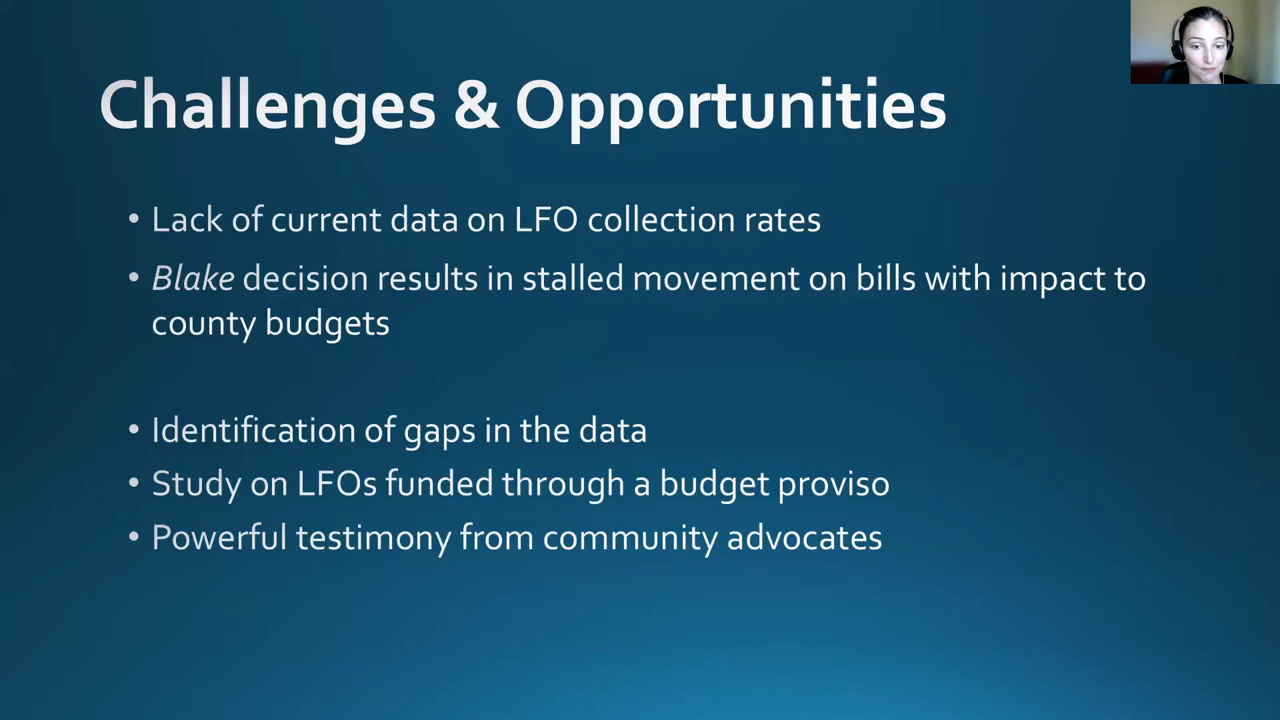 Challenges & Opportunities
• Lack of current data on LFO collection rates
• Blake decision results in stalled movement on bills with impact to
county budgets
• Identification of gaps in the data
• Study on LFOs funded through a budget proviso
• Powerful testimony from community advocates